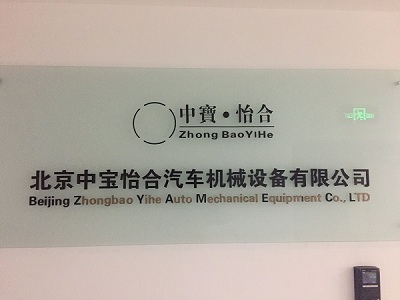 中寶·怡合
Zhong BaoYiHe
北京中宝怡合汽车机械设备有限公司
Beijing Zhongbao Yihe Auto Mechanical Equipment Co., LTD